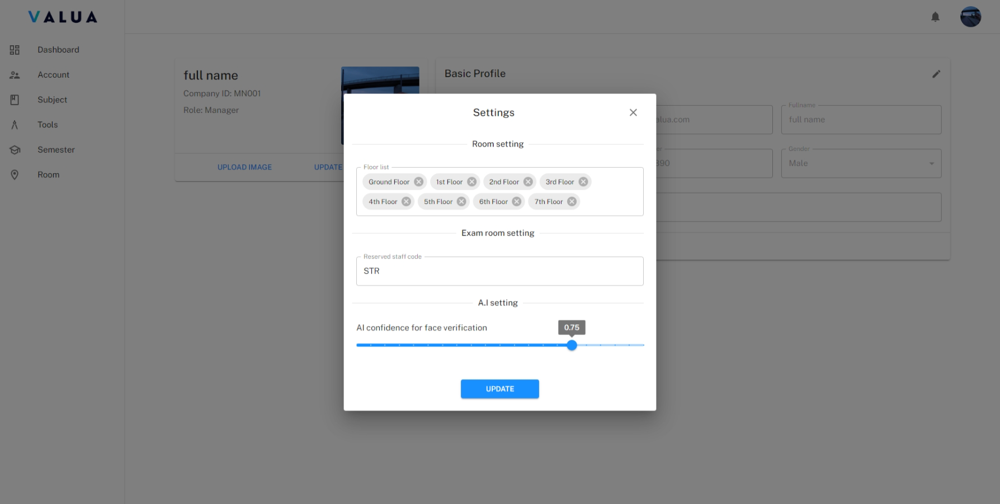 VALUA
Dashboard
Account
Subject
Tools
Semester
Room
full name
Company ID: MN001
Role: Manager
UPLOAD IMAGE
UPDATE
Basic Profile
alua.com
Fullname
full name
Gender
Male
Settings
Room setting
Floor list
Ground Floor 1st Floor 2nd Floor 3rd Floor
4th Floor 5th Floor 6th Floor 7th Floor
Exam room setting
Reserved staff code
STR
A.I setting
AI confidence for face verification
0.75
UPDATE